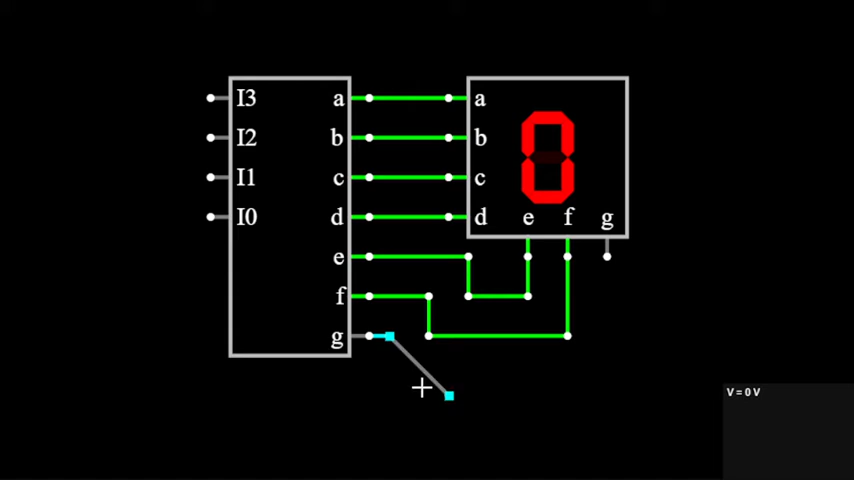 I3 a a
I2 b b
I1 c c
I0 d d e f g
e
f
g
V = 0 V